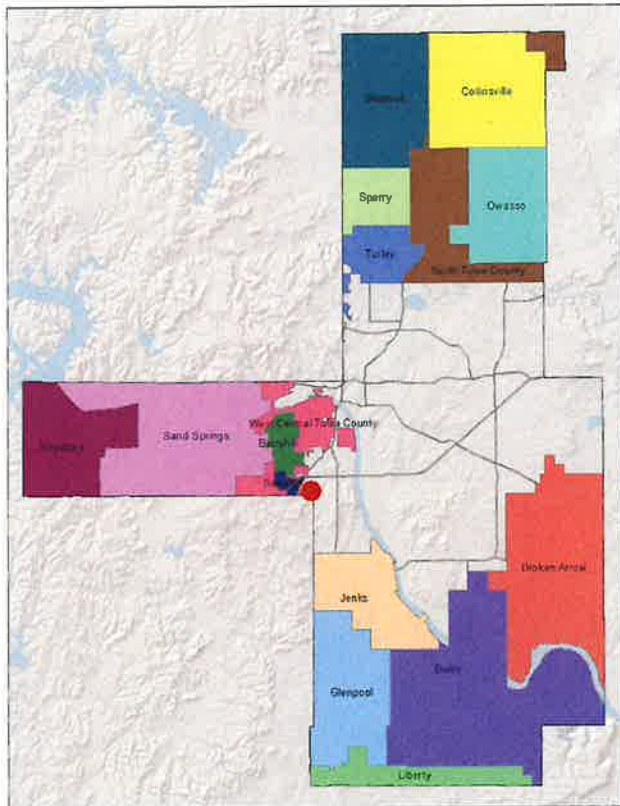 Skiatook
Collinsville
Sperry
Owasso
Turley
North Tulsa County
West Central Tulsa County
Sand Springs
Berryhill
Keystone
Broken Arrow
Jenks
Bixby
Glenpool
Liberty